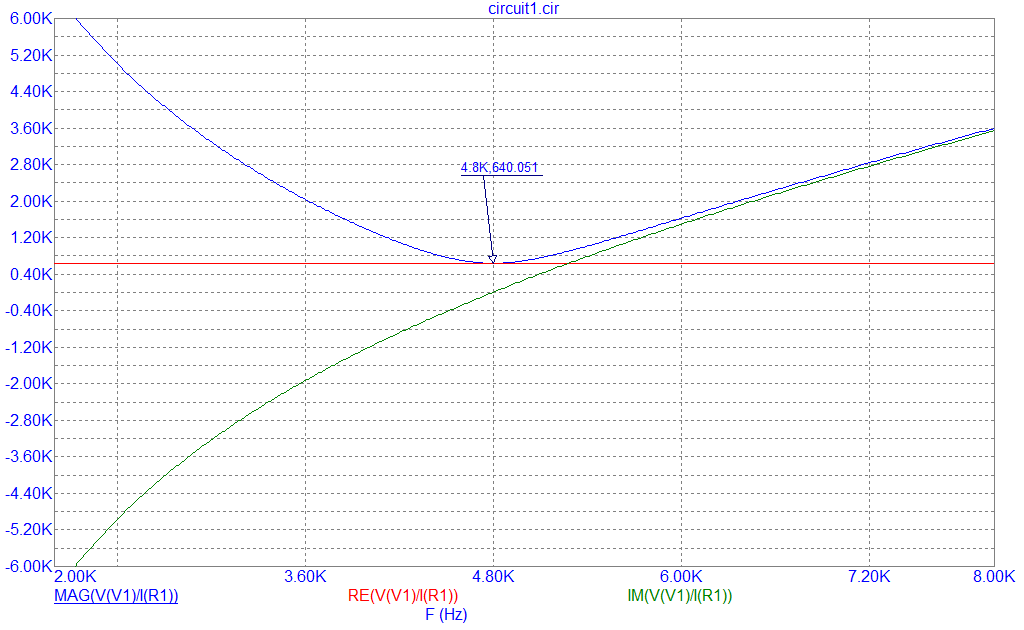 circuit1.cir
6.00K
5.20K
4.40K
3.60K
2.80K
2.00K
1.20K
0.40K
-0.40K
-1.20K
-2.00K
-2.80K
-3.60K
-4.40K
-5.20K
-6.00K
4.8K,640.051
2.00K 3.60K 4.80K 6.00K 7.20K 8.00K
MAG(V(V1)/I(R1)) RE(V(V1)/I(R1)) IM(V(V1)/I(R1))
F (Hz)